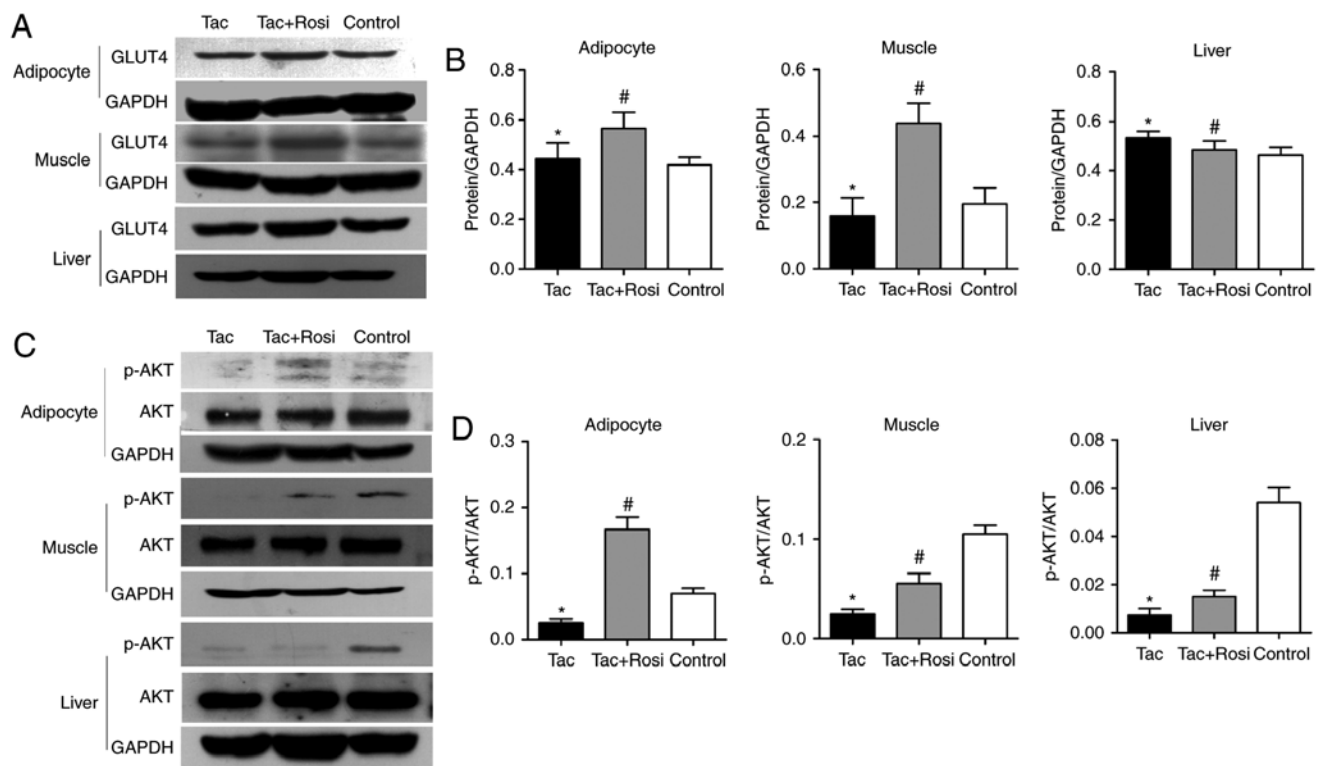 A
Tac Tac+Rosi Control
Adipocyte
GLUT4
GAPDH
Muscle
GLUT4
GAPDH
Liver
GLUT4
GAPDH
B
Adipocyte
Protein/GAPDH
0.8
0.6
0.4
0.2
0.0
*
#
Tac Tac+Rosi Control
Muscle
Protein/GAPDH
0.6
0.4
0.2
0.0
*
#
Tac Tac+Rosi Control
Liver
Protein/GAPDH
0.8
0.6
0.4
0.2
0.0
*
#
Tac Tac+Rosi Control
C
Tac Tac+Rosi Control
Adipocyte
p-AKT
AKT
GAPDH
Muscle
p-AKT
AKT
GAPDH
Liver
p-AKT
AKT
GAPDH
D
Adipocyte
p-AKT/AKT
0.3
0.2
0.1
0.0
*
#
Tac Tac+Rosi Control
Muscle
p-AKT/AKT
0.2
0.1
0.0
*
#
Tac Tac+Rosi Control
Liver
p-AKT/AKT
0.08
0.06
0.04
0.02
0.00
*
#
Tac Tac+Rosi Control